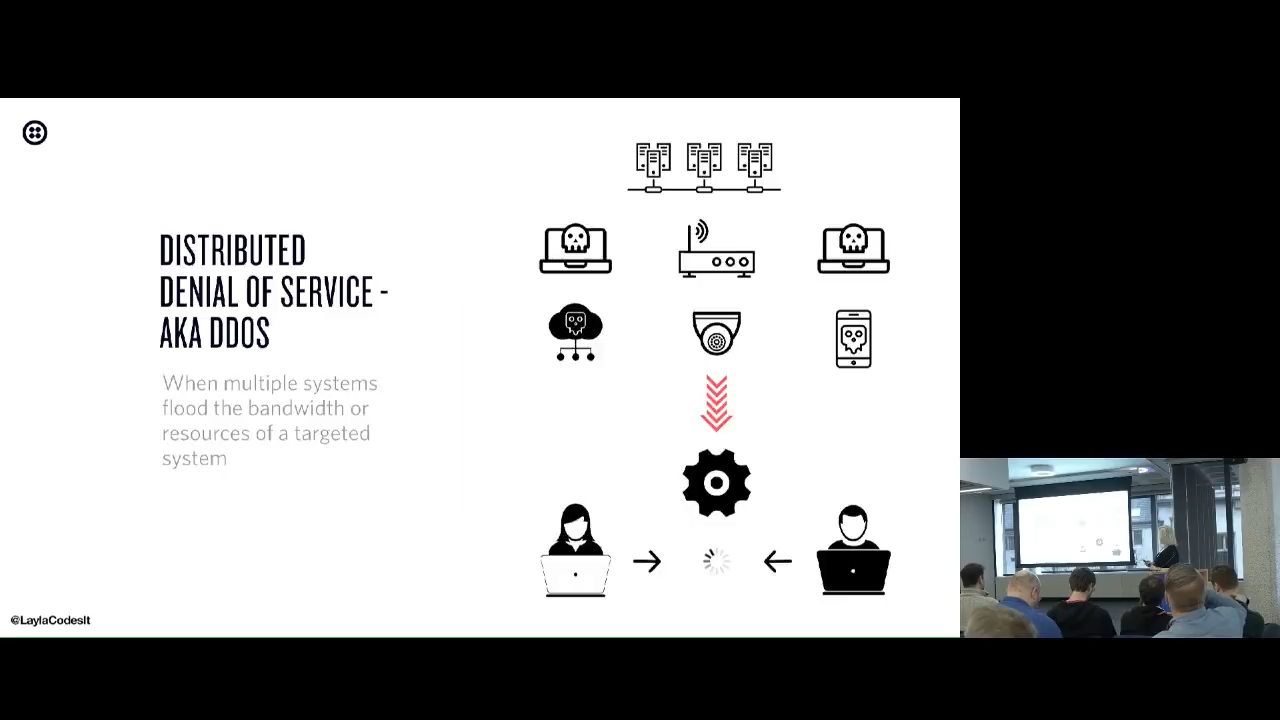 DISTRIBUTED
DENIAL OF SERVICE -
AKA DDOS
When multiple systems
flood the bandwidth or
resources of a targeted
system
@LaylaCodesIt